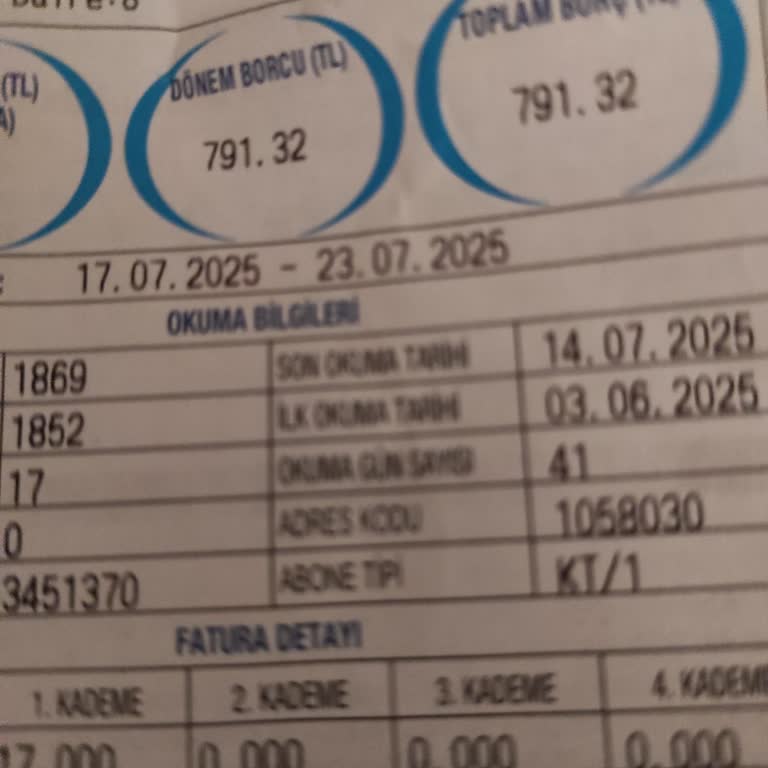 (TL)
DÖNEM BORCU (TL)
791.32
TOPLAM BORÇ (TL)
791.32
17.07.2025 - 23.07.2025
OKUMA BİLGİLERİ
1869 SON OKUMA TARİHİ 14.07.2025
1852 İLK OKUMA TARİHİ 03.06.2025
17 OKUMA GÜN SAYISI 41
0 ADRES KODU 1058030
3451370 ABONE TİPİ KT/1
FATURA DETAYI
1. KADEME 2. KADEME 3. KADEME 4. KADEME
17.000 0.000 0.000 0.000